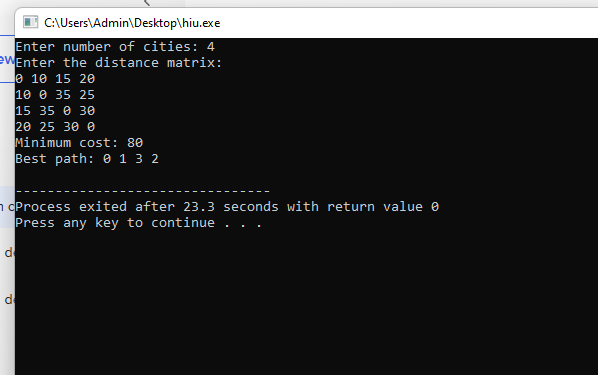 C:\Users\Admin\Desktop\hiu.exe
Enter number of cities: 4
Enter the distance matrix:
0 10 15 20
10 0 35 25
15 35 0 30
20 25 30 0
Minimum cost: 80
Best path: 0 1 3 2
--------------------------------
Process exited after 23.3 seconds with return value 0
Press any key to continue . . .